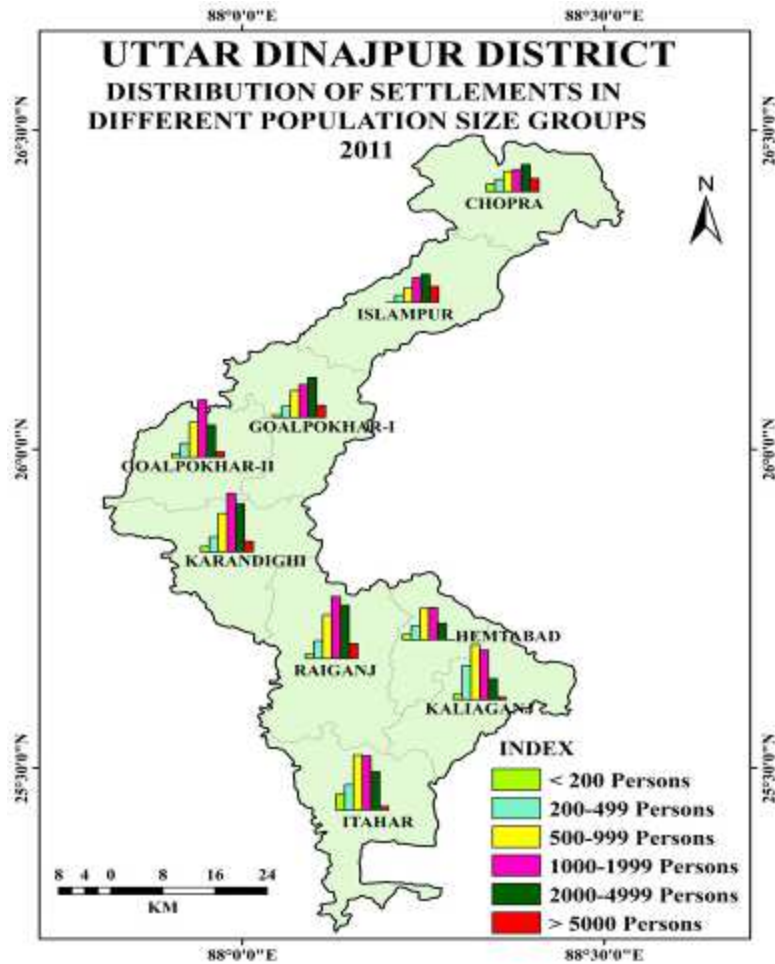 88°0'0"E 88°30'0"E
UTTAR DINAJPUR DISTRICT
DISTRIBUTION OF SETTLEMENTS IN
DIFFERENT POPULATION SIZE GROUPS
2011
26°30'0"N 26°30'0"N
N
CHOPRA
ISLAMPUR
GOALPOKHAR-I
26°0'0"N 26°0'0"N
GOALPOKHAR-II
KARANDIGHI
HEMTABAD
RAIGANJ
KALIAGANJ
25°30'0"N 25°30'0"N
INDEX
< 200 Persons
200-499 Persons
500-999 Persons
1000-1999 Persons
2000-4999 Persons
> 5000 Persons
ITAHAR
8 4 0 8 16 24
KM
88°0'0"E 88°30'0"E